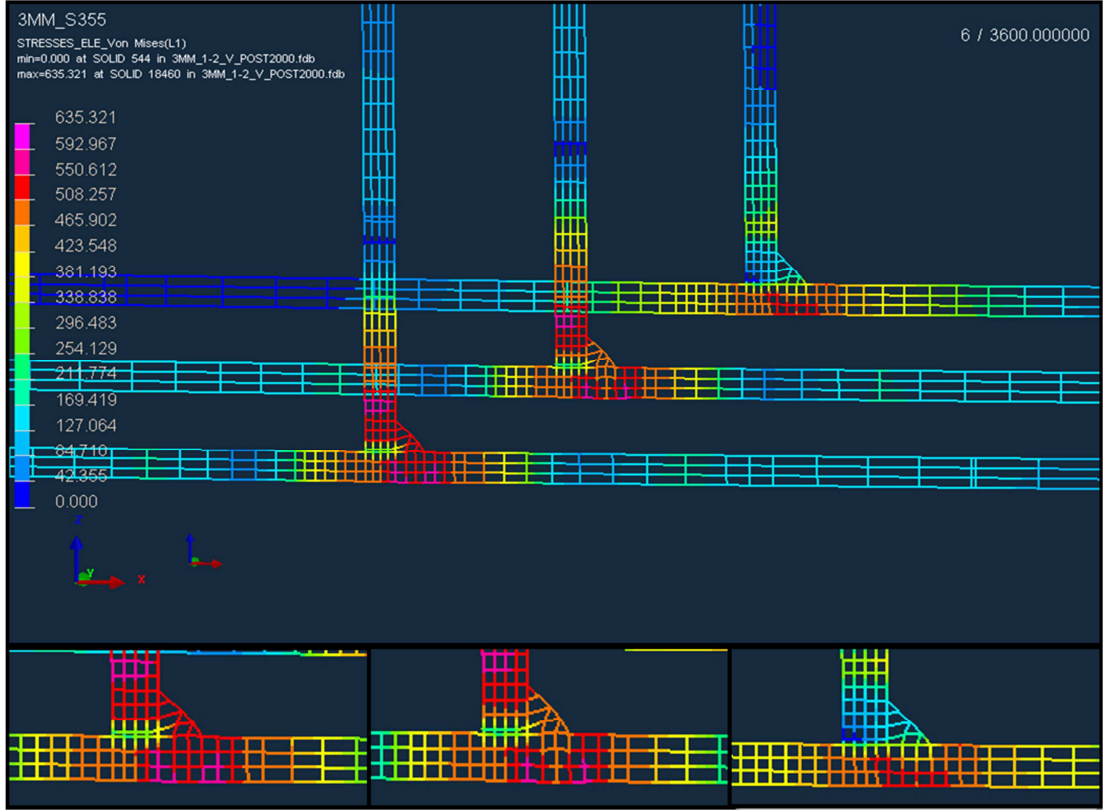 3MM_S355
6 / 3600.000000
STRESSES_ELE_Von Mises(L1)
min=0.000 at SOLID 544 in 3MM_1-2_V_POST2000.fdb
max=635.321 at SOLID 18460 in 3MM_1-2_V_POST2000.fdb
635.321
592.967
550.612
508.257
465.902
423.548
381.193
338.838
296.483
254.129
211.774
169.419
127.064
84.710
42.355
0.000
Z
Y
X